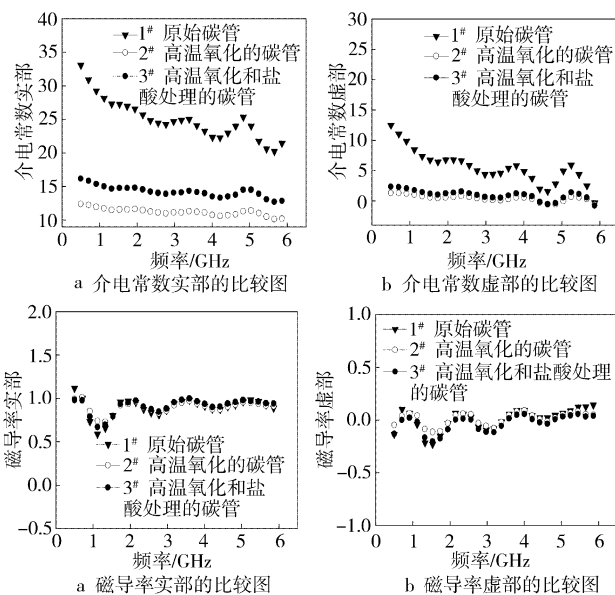 40
35
30
25
20
15
10
介电常数实部
1# 原始碳管
2# 高温氧化的碳管
3# 高温氧化和盐
酸处理的碳管
0 1 2 3 4 5 6
频率/GHz
a 介电常数实部的比较图
30
25
20
15
10
5
0
介电常数虚部
1# 原始碳管
2# 高温氧化的碳管
3# 高温氧化和盐
酸处理的碳管
0 1 2 3 4 5 6
频率/GHz
b 介电常数虚部的比较图
2.0
1.5
1.0
0.5
0.0
-0.5
磁导率实部
1# 原始碳管
2# 高温氧化的碳管
3# 高温氧化和盐
酸处理的碳管
0 1 2 3 4 5 6
频率/GHz
a 磁导率实部的比较图
1.0
0.5
0.0
-0.5
-1.0
磁导率虚部
1# 原始碳管
2# 高温氧化的碳管
3# 高温氧化和盐酸处理
的碳管
0 1 2 3 4 5 6
频率/GHz
b 磁导率虚部的比较图